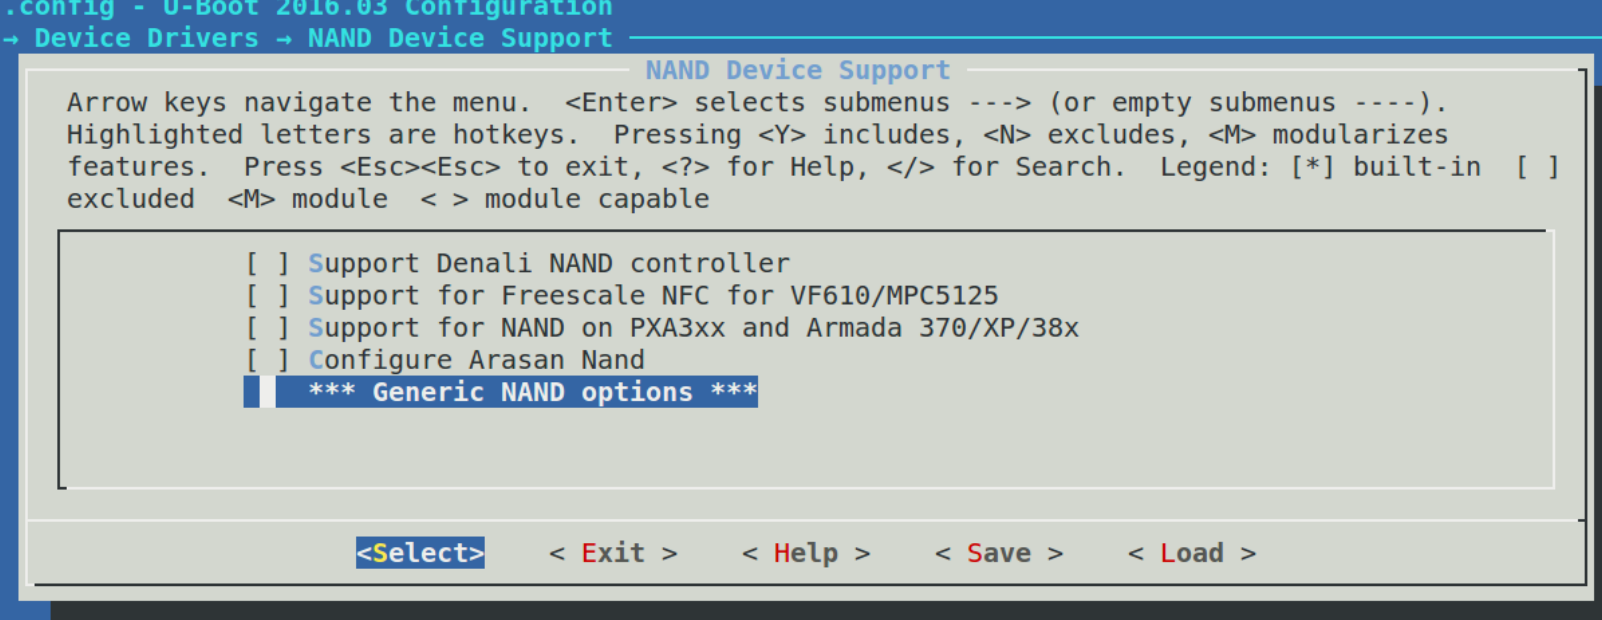 .config - U-Boot 2016.03 Configuration
→ Device Drivers → NAND Device Support
NAND Device Support
Arrow keys navigate the menu.  <Enter> selects submenus ---> (or empty submenus ----).
Highlighted letters are hotkeys.  Pressing <Y> includes, <N> excludes, <M> modularizes
features.  Press <Esc><Esc> to exit, <?> for Help, </> for Search.  Legend: [*] built-in  [ ]
excluded  <M> module  < > module capable
[ ] Support Denali NAND controller
[ ] Support for Freescale NFC for VF610/MPC5125
[ ] Support for NAND on PXA3xx and Armada 370/XP/38x
[ ] Configure Arasan Nand
*** Generic NAND options ***
<Select>    < Exit >    < Help >    < Save >    < Load >